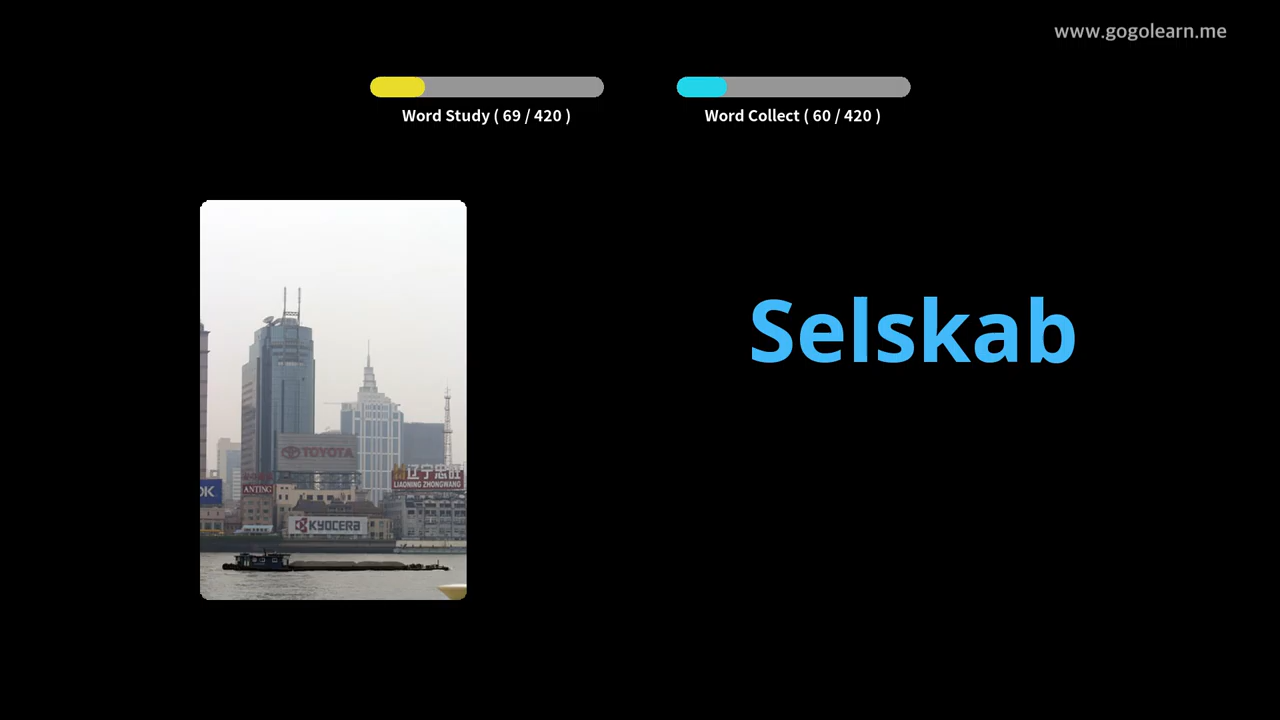 www.gogolearn.me
Word Study ( 69 / 420 )
Word Collect ( 60 / 420 )
Selskab
TOYOTA
辽宁忠旺
LIAONING ZHONGWANG
OK
ANTING
KYOCERA